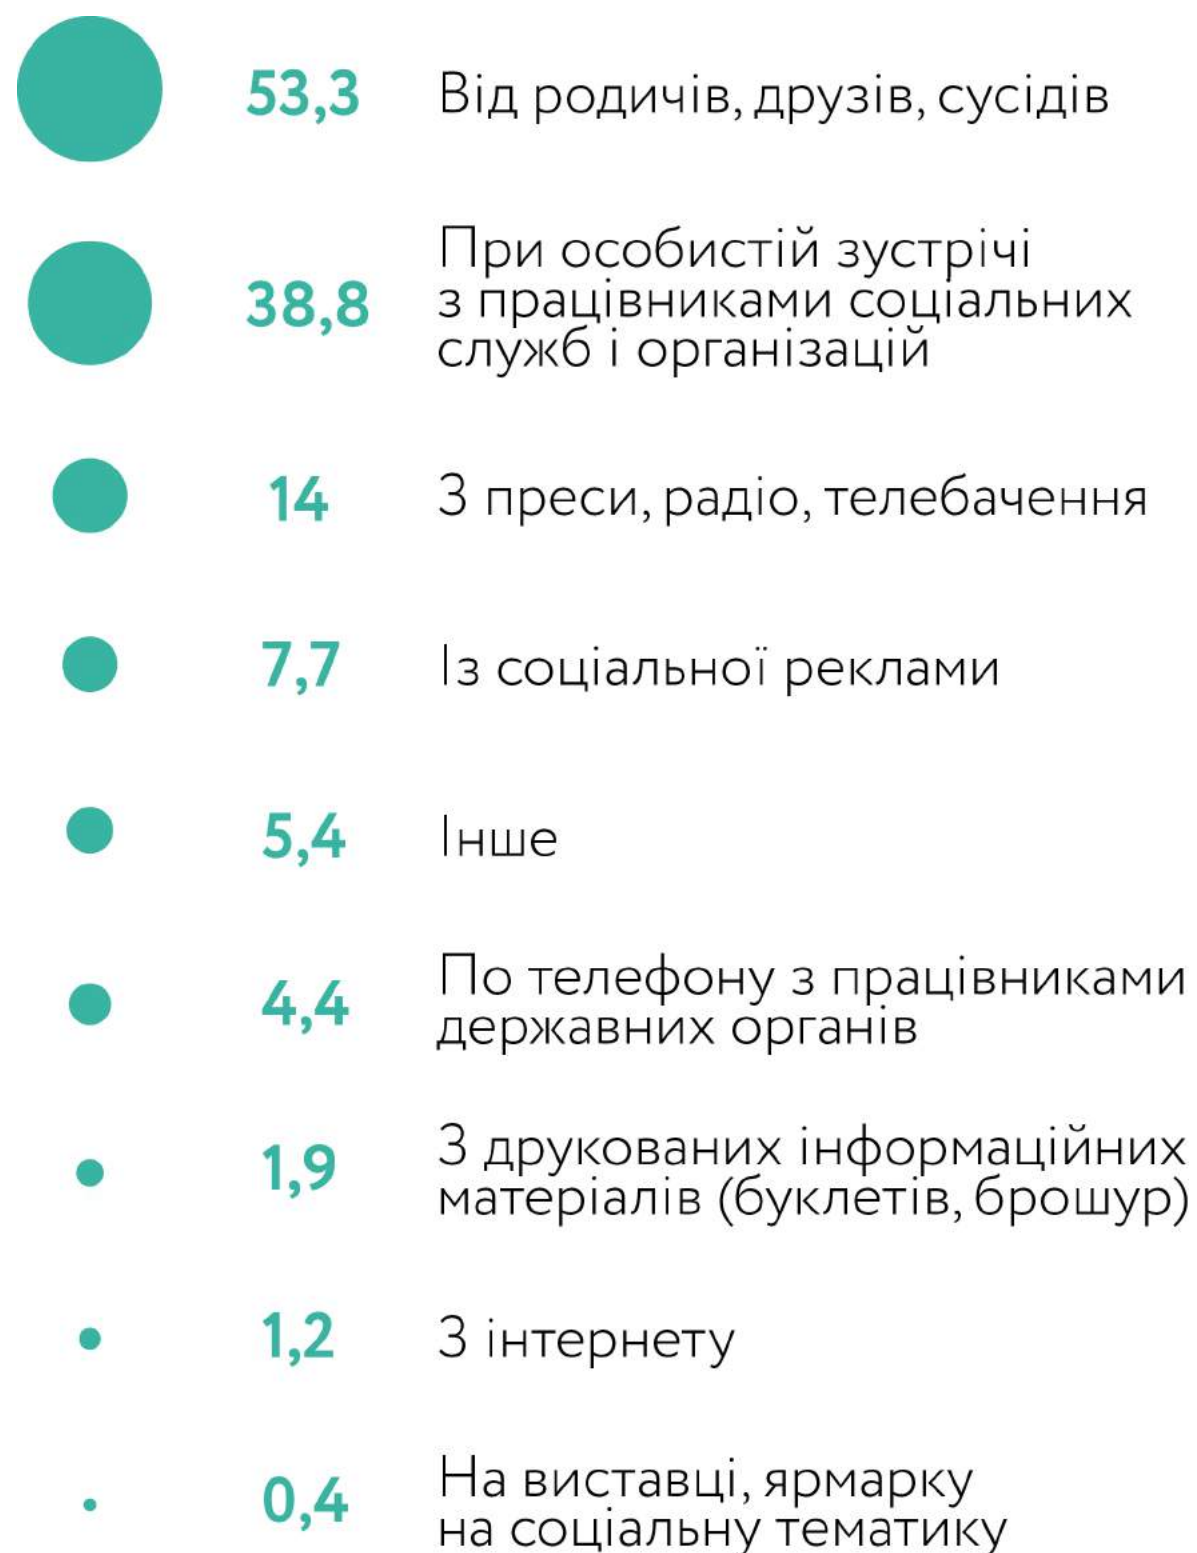 53,3 Від родичів, друзів, сусідів
При особистій зустрічі
38,8 з працівниками соціальних
служб і організацій
14 З преси, радіо, телебачення
7,7 Із соціальної реклами
5,4 Інше
4,4 По телефону з працівниками
державних органів
1,9 З друкованих інформаційних
матеріалів (буклетів, брошур)
1,2 З інтернету
0,4 На виставці, ярмарку
на соціальну тематику